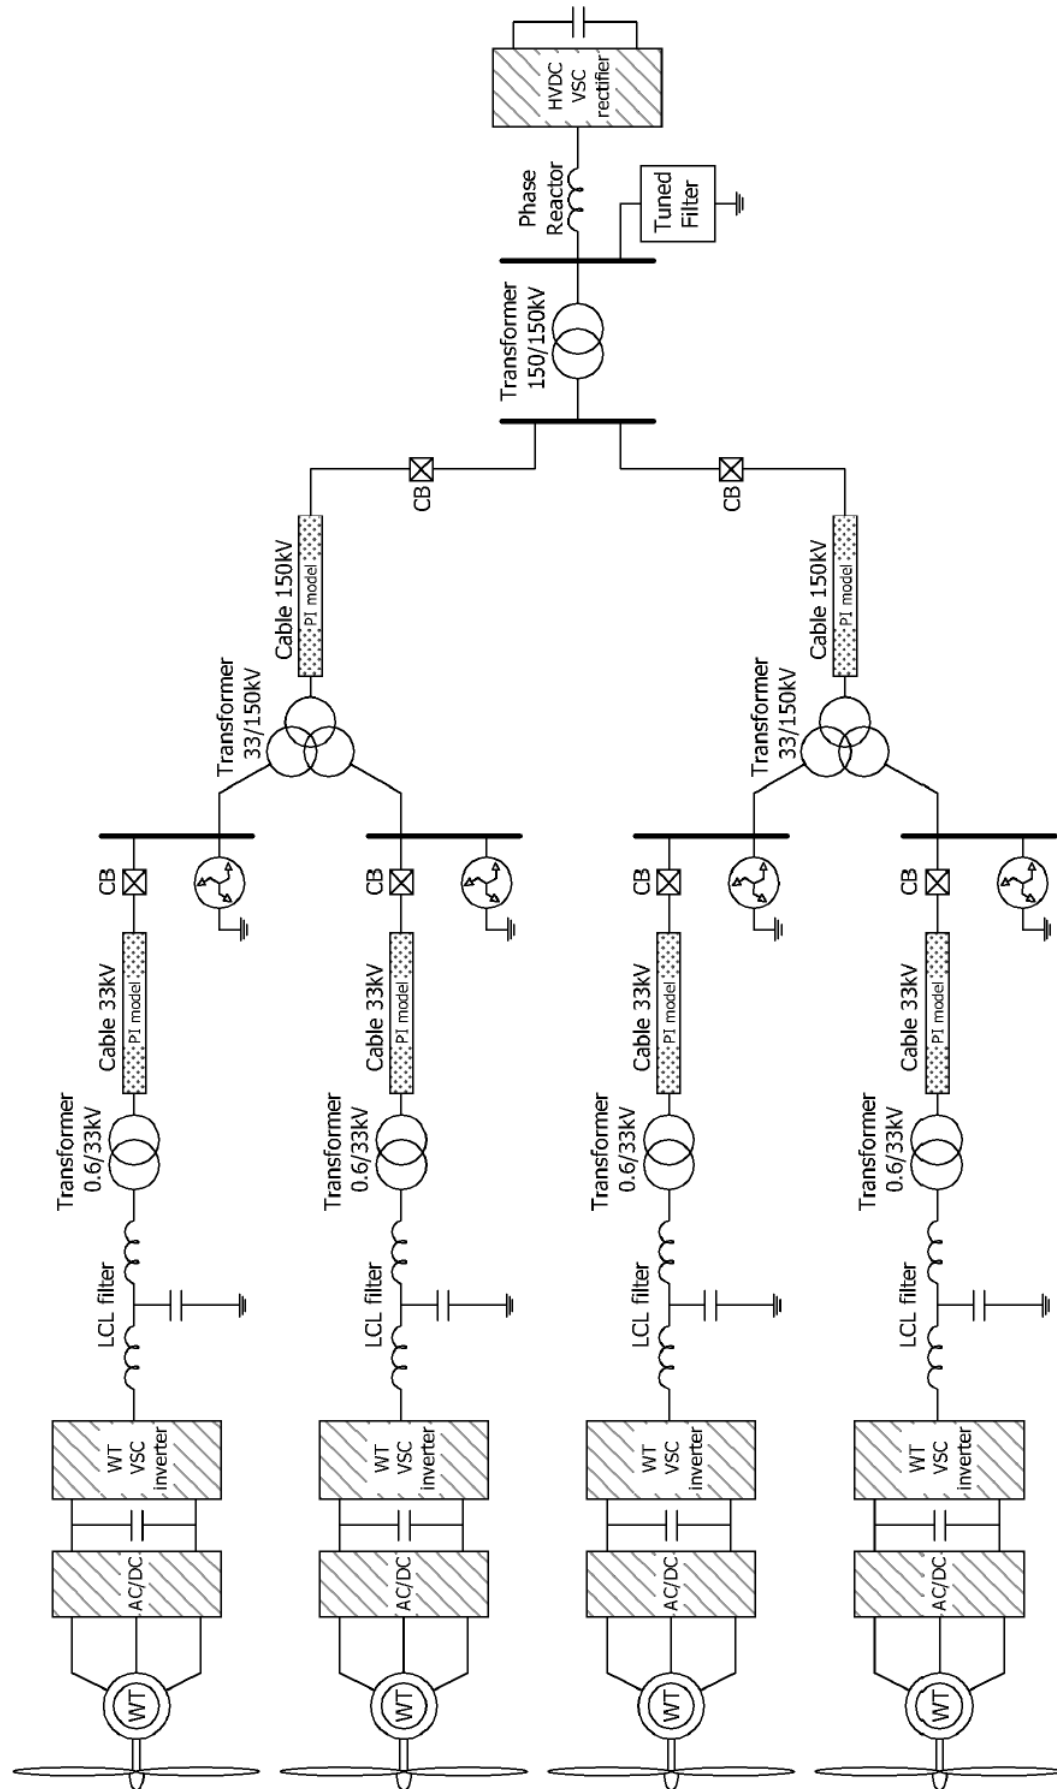 HVDC
VSC
rectifier
Phase
Reactor
Tuned
Filter
Transformer
150/150kV
CB
CB
Cable 150kV
PI model
Cable 150kV
PI model
Transformer
33/150kV
Transformer
33/150kV
CB
CB
CB
CB
Cable 33kV
PI model
Cable 33kV
PI model
Cable 33kV
PI model
Cable 33kV
PI model
Transformer
0.6/33kV
Transformer
0.6/33kV
Transformer
0.6/33kV
Transformer
0.6/33kV
LCL filter
LCL filter
LCL filter
LCL filter
WT
VSC
inverter
WT
VSC
inverter
WT
VSC
inverter
WT
VSC
inverter
AC/DC
AC/DC
AC/DC
AC/DC
WT
WT
WT
WT